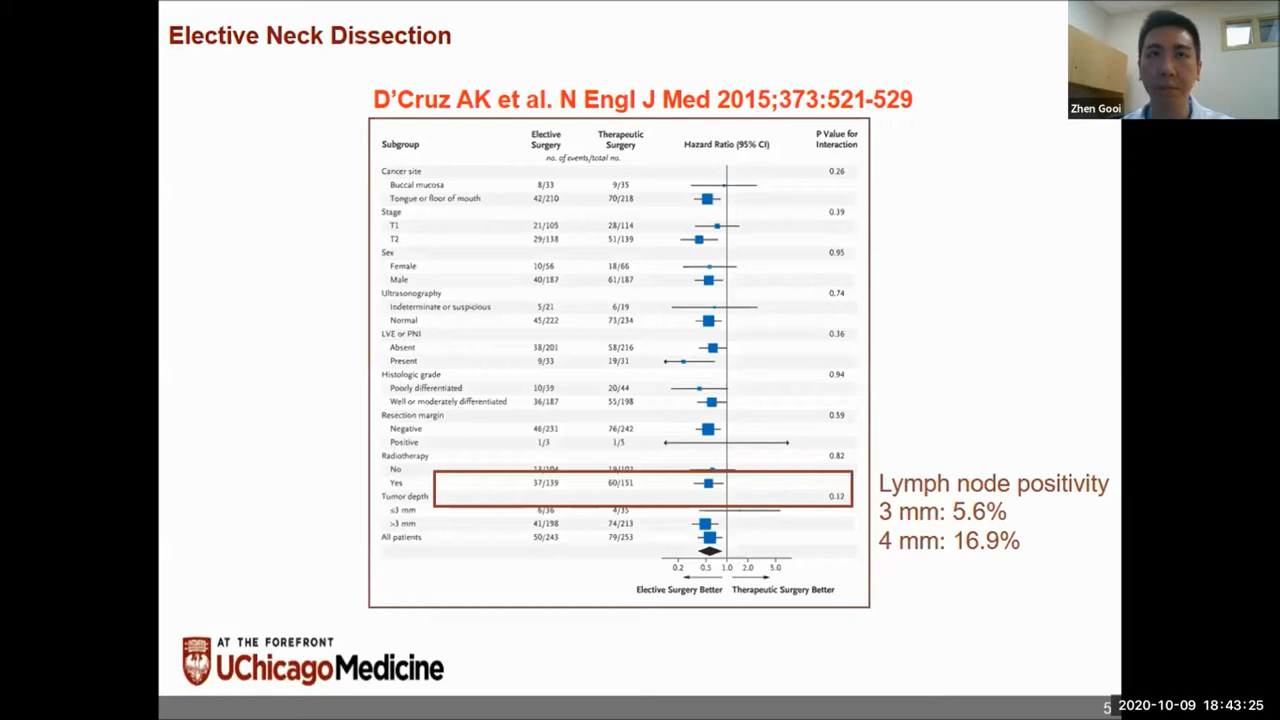 Elective Neck Dissection
Zhen Gooi
D'Cruz AK et al. N Engl J Med 2015;373:521-529
Subgroup Elective Surgery Therapeutic Surgery Hazard Ratio (95% CI) P Value for Interaction
no. of events/total no.
Cancer site 0.26
Buccal mucosa 8/33 9/35
Tongue or floor of mouth 42/210 70/218
Stage 0.39
T1 21/105 28/114
T2 29/138 51/139
Sex 0.95
Female 10/56 18/66
Male 40/187 61/187
Ultrasonography 0.74
Indeterminate or suspicious 5/21 6/19
Normal 45/222 73/234
LVE or PNI 0.36
Absent 38/201 58/216
Present 9/33 19/31
Histologic grade 0.94
Poorly differentiated 10/39 20/44
Well or moderately differentiated 36/187 55/198
Resection margin 0.59
Negative 46/231 76/242
Positive 1/3 1/5
Radiotherapy 0.82
No 13/104 19/102
Yes 37/139 60/151
Tumor depth 0.12
≤3 mm 6/36 4/35
>3 mm 41/198 74/213
All patients 50/243 79/253
0.2 0.5 1.0 2.0 5.0
Elective Surgery Better Therapeutic Surgery Better
Lymph node positivity
3 mm: 5.6%
4 mm: 16.9%
AT THE FOREFRONT
UChicagoMedicine
5 2020-10-09 18:43:25